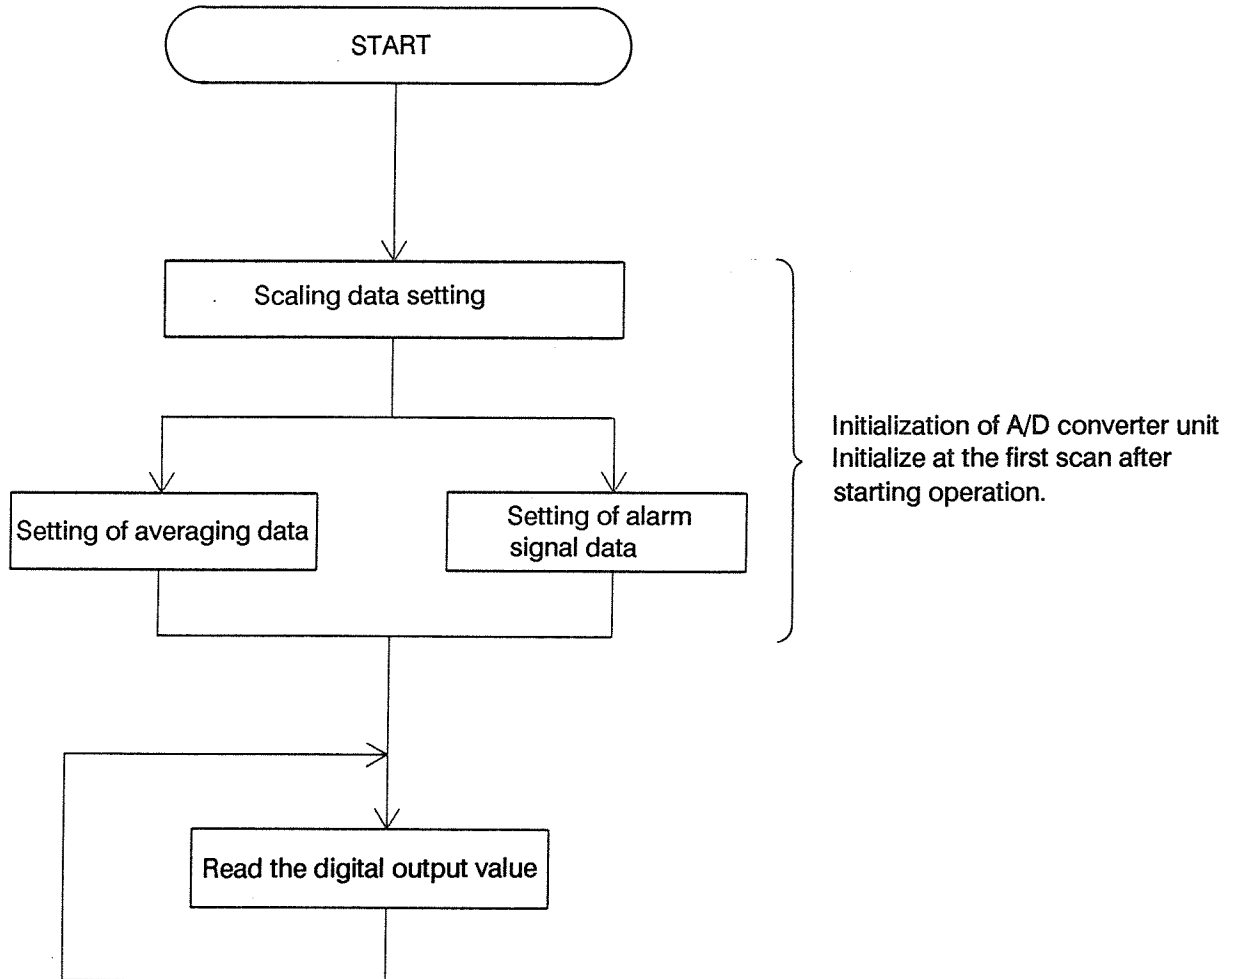 START
Scaling data setting
Initialization of A/D converter unit
Initialize at the first scan after
starting operation.
Setting of averaging data
Setting of alarm
signal data
Read the digital output value